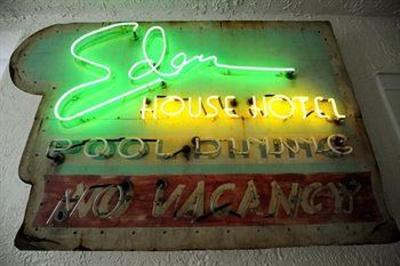 Eden
HOUSE HOTEL
POOL DINING
NO VACANCY